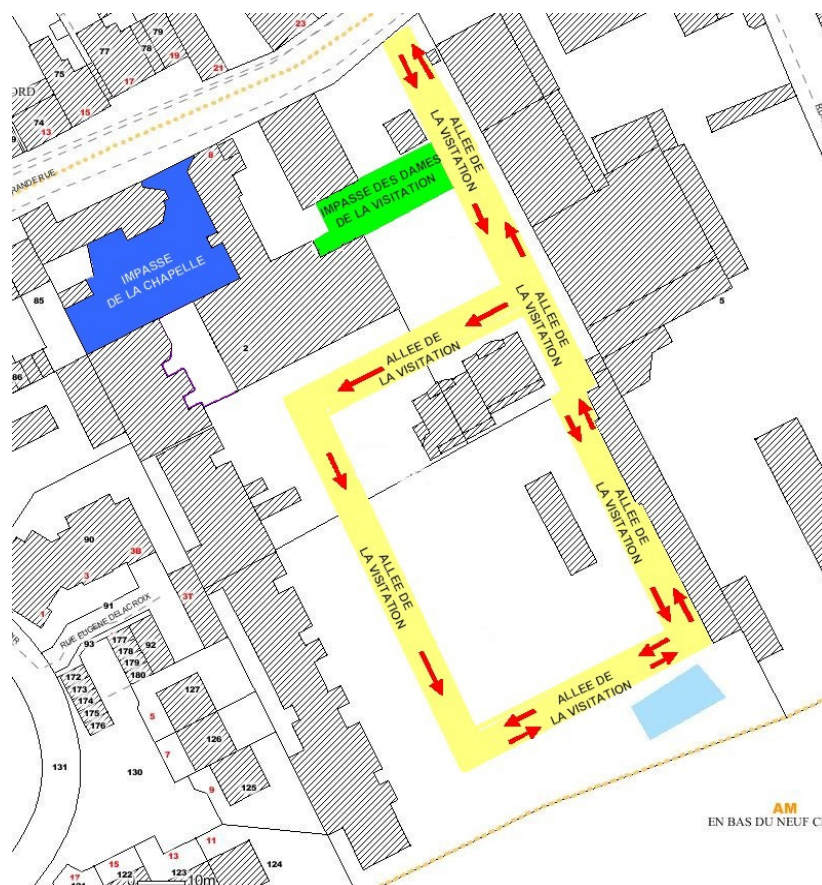 79
23
77
78
19
75
21
17
ORD
15
74
13
GRANDE RUE
8
ALLEE DE
LA VISITATION
IMPASSE DES DAMES
DE LA VISITATION
IMPASSE
DE LA CHAPELLE
85
2
ALLEE DE
LA VISITATION
5
ALLEE DE
LA VISITATION
86
ALLEE DE
LA VISITATION
90
3B
3
1
3T
91
RUE EUGENE DELACROIX
ALLEE DE
LA VISITATION
93
177
92
178
179
180
172
173
174
175
176
127
5
126
7
ALLEE DE
LA VISITATION
131
130
9
125
AM
EN BAS DU NEUF C
11
13
15
124
17
122
123
10m